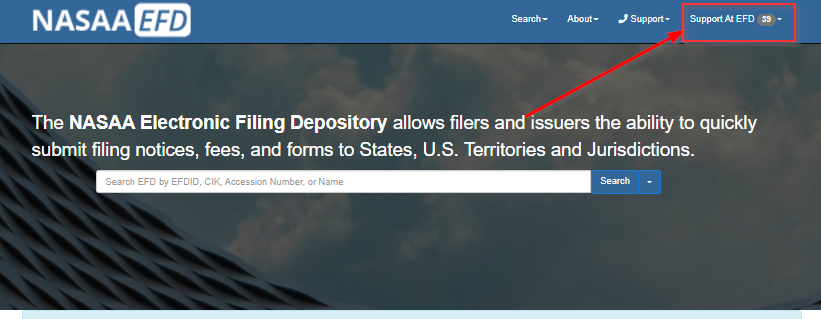 NASAA EFD
Search
About
Support
Support At EFD 39
The NASAA Electronic Filing Depository allows filers and issuers the ability to quickly
submit filing notices, fees, and forms to States, U.S. Territories and Jurisdictions.
Search EFD by EFDID, CIK, Accession Number, or Name
Search